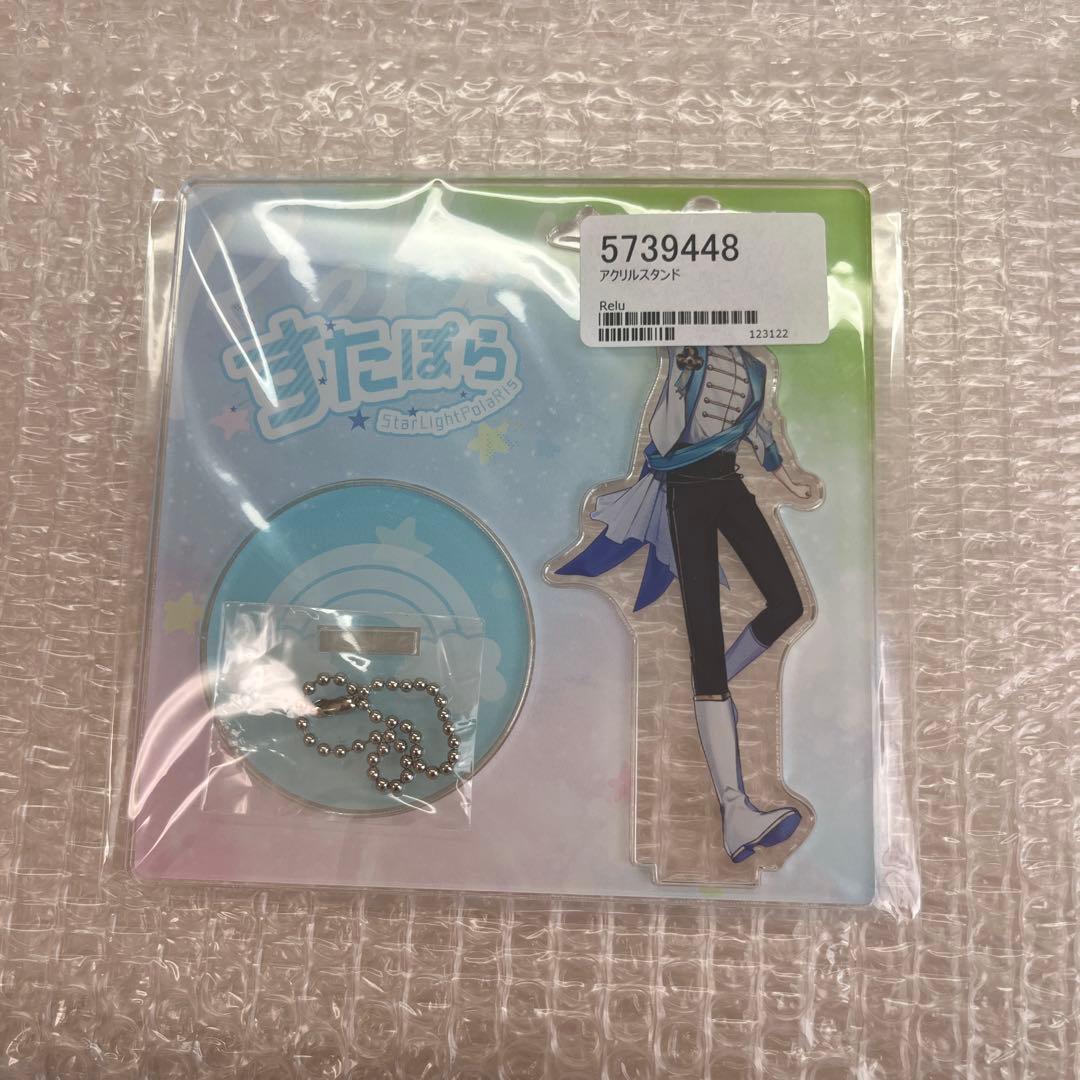 5739448
アクリルスタンド
Relu
123122
すたぽら
StarLightPolaRis